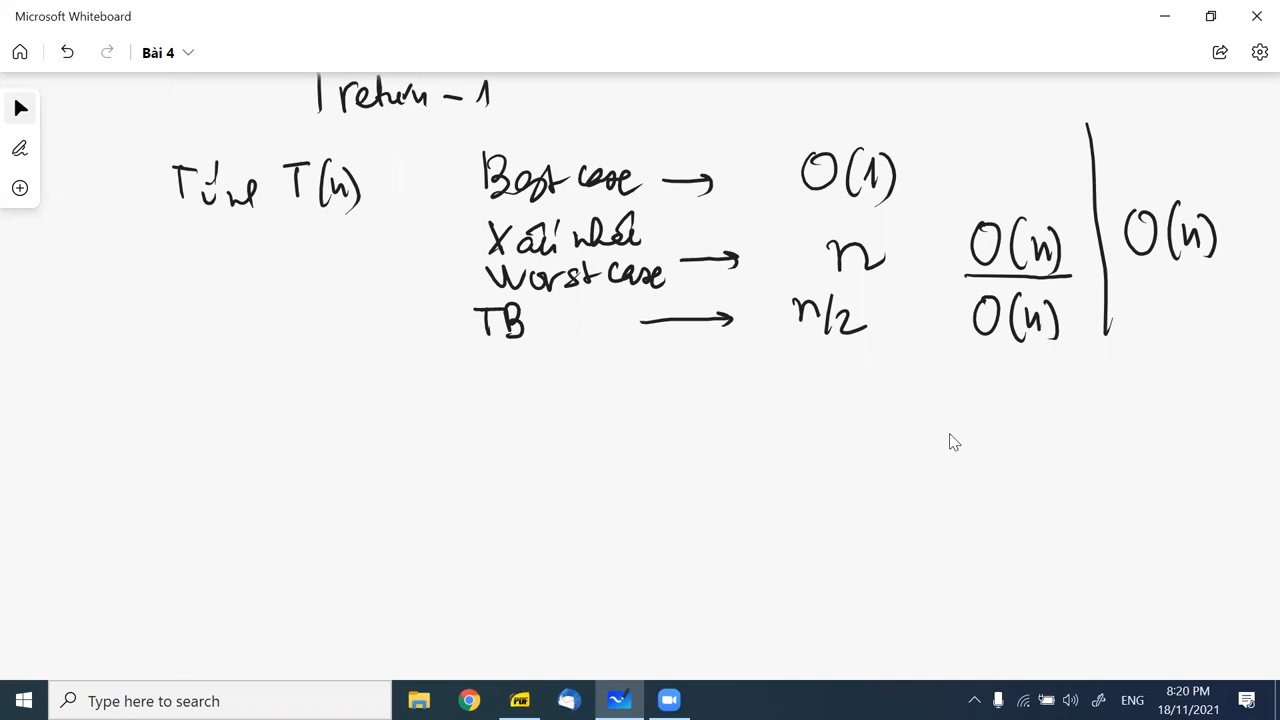 Microsoft Whiteboard
Bài 4
return - 1
Tính T(n)
Best case → O(1)
Xấu nhất
Worst case → n O(n) O(n)
TB → n/2 O(n)
Type here to search
PDF
ENG
8:20 PM
18/11/2021